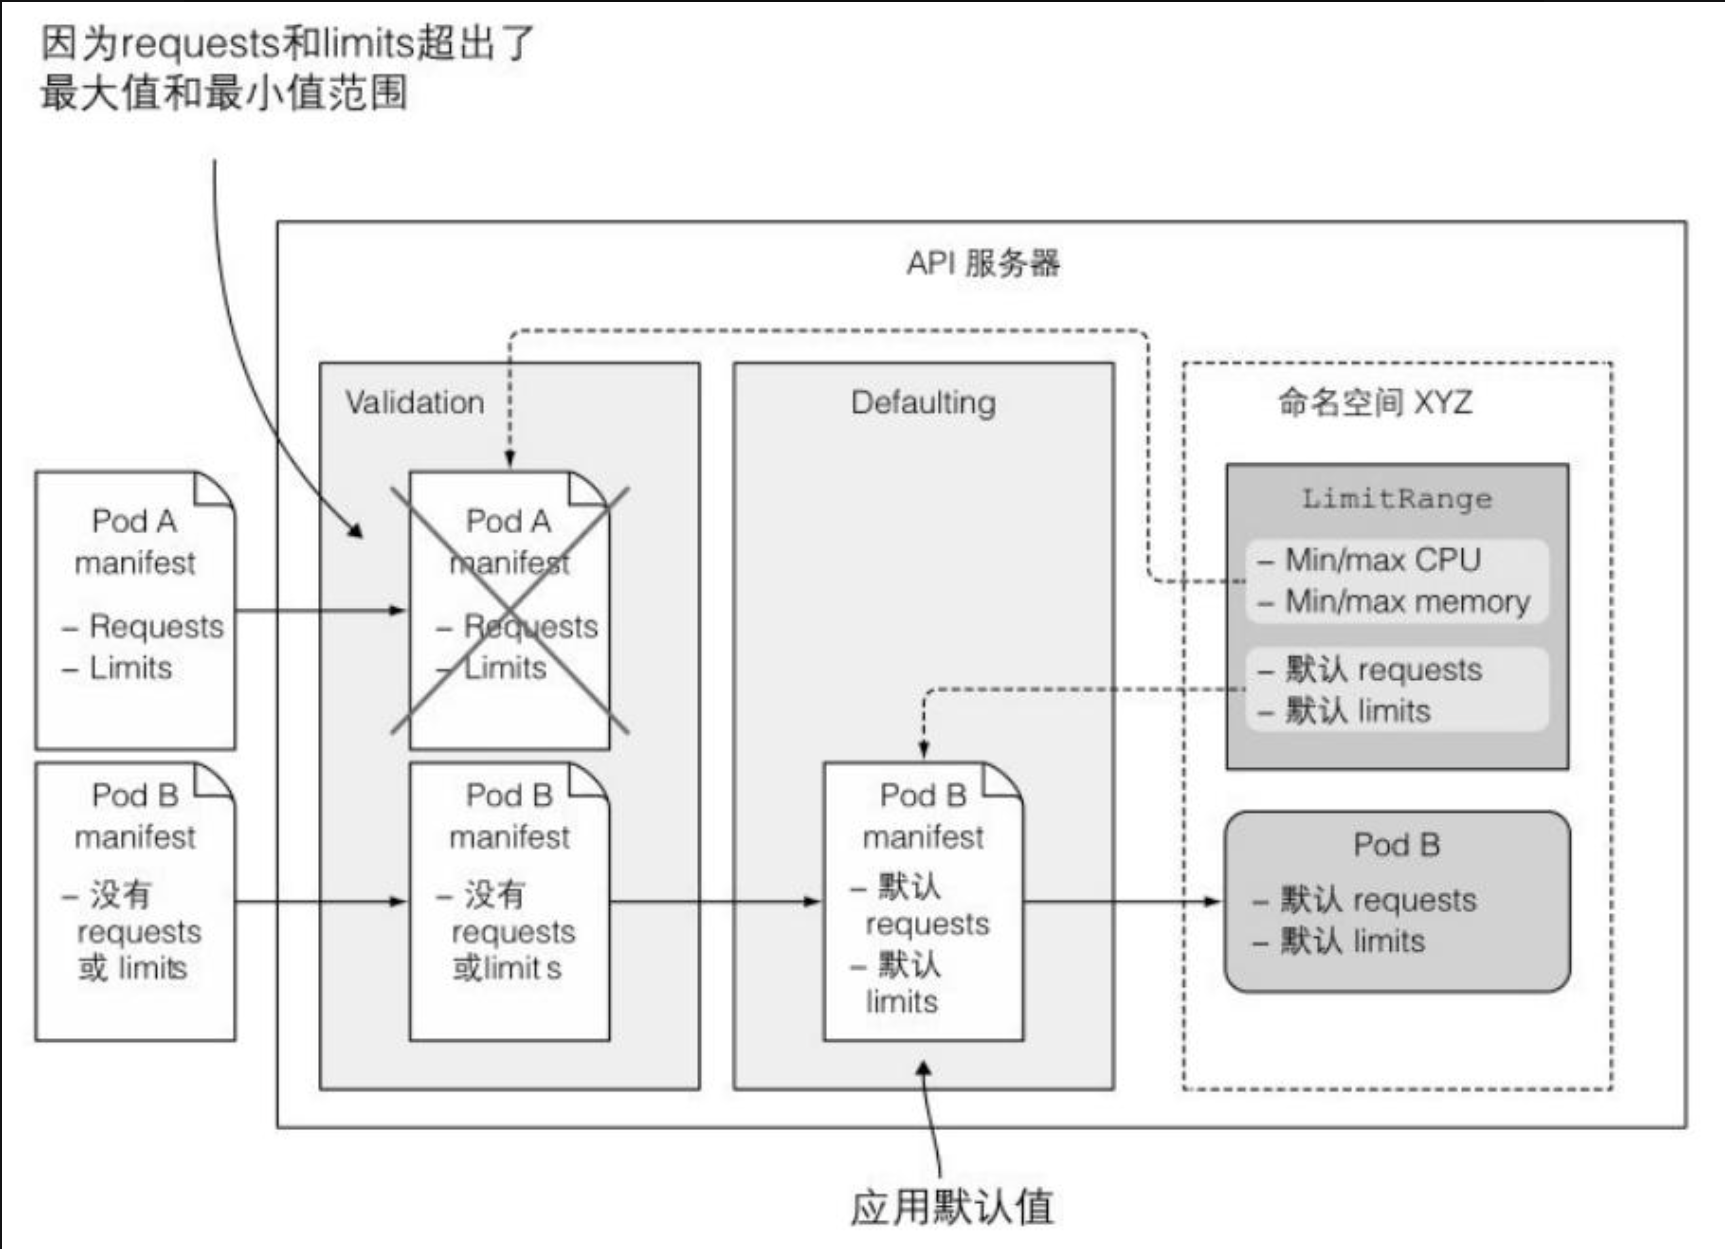 因为requests和limits超出了
最大值和最小值范围
API 服务器
Validation
Defaulting
命名空间 XYZ
Pod A
manifest
– Requests
– Limits
Pod A
manifest
– Requests
– Limits
LimitRange
– Min/max CPU
– Min/max memory
– 默认 requests
– 默认 limits
Pod B
manifest
– 没有
requests
或 limits
Pod B
manifest
– 没有
requests
或limits
Pod B
manifest
– 默认
requests
– 默认
limits
Pod B
– 默认 requests
– 默认 limits
应用默认值